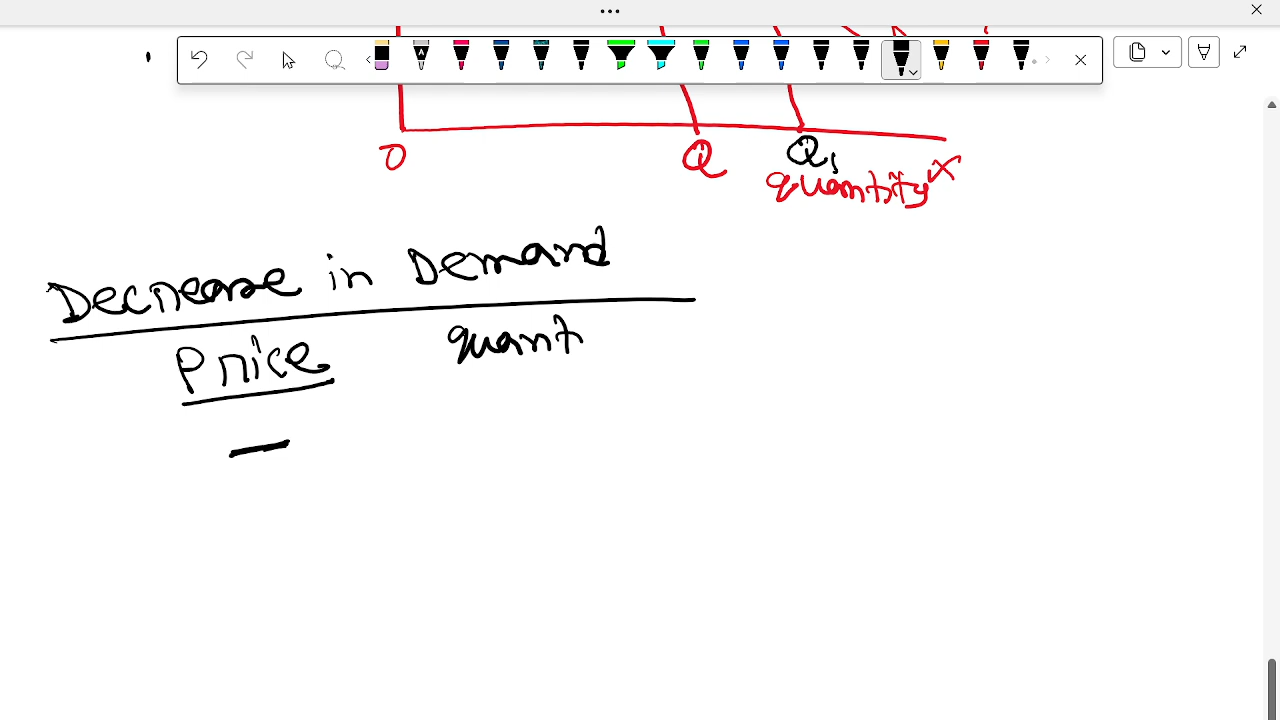 O Q Q₁
quantity X
Decrease in Demand
Price quant